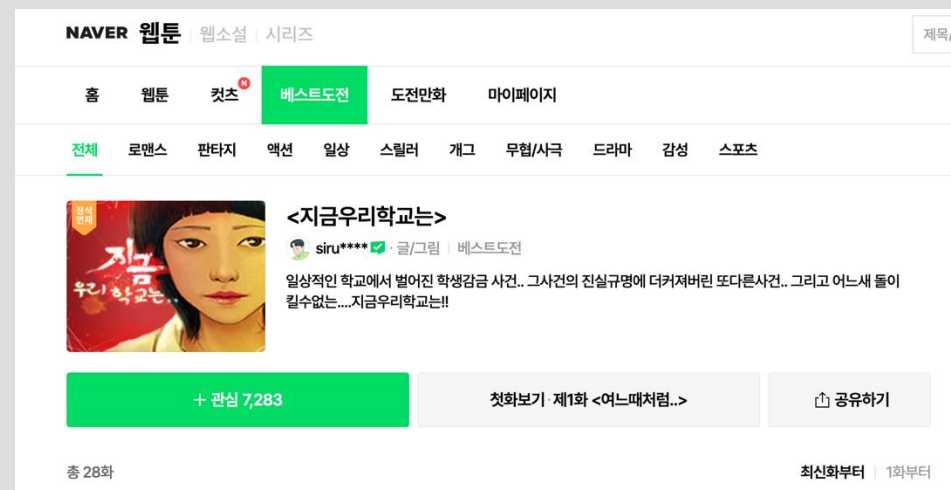 NAVER 웹툰 웹소설 시리즈
제목/
홈 웹툰 컷츠 N 베스트도전 도전만화 마이페이지
전체 로맨스 판타지 액션 일상 스릴러 개그 무협/사극 드라마 감성 스포츠
정식
연재
지금
우리 학교는..
<지금우리학교는>
siru**** · 글/그림 베스트도전
일상적인 학교에서 벌어진 학생감금 사건.. 그사건의 진실규명에 더커져버린 또다른사건.. 그리고 어느새 돌이
킬수없는....지금우리학교는!!
+ 관심 7,283
첫화보기 · 제1화 <여느때처럼..>
공유하기
총 28화
최신화부터 1화부터